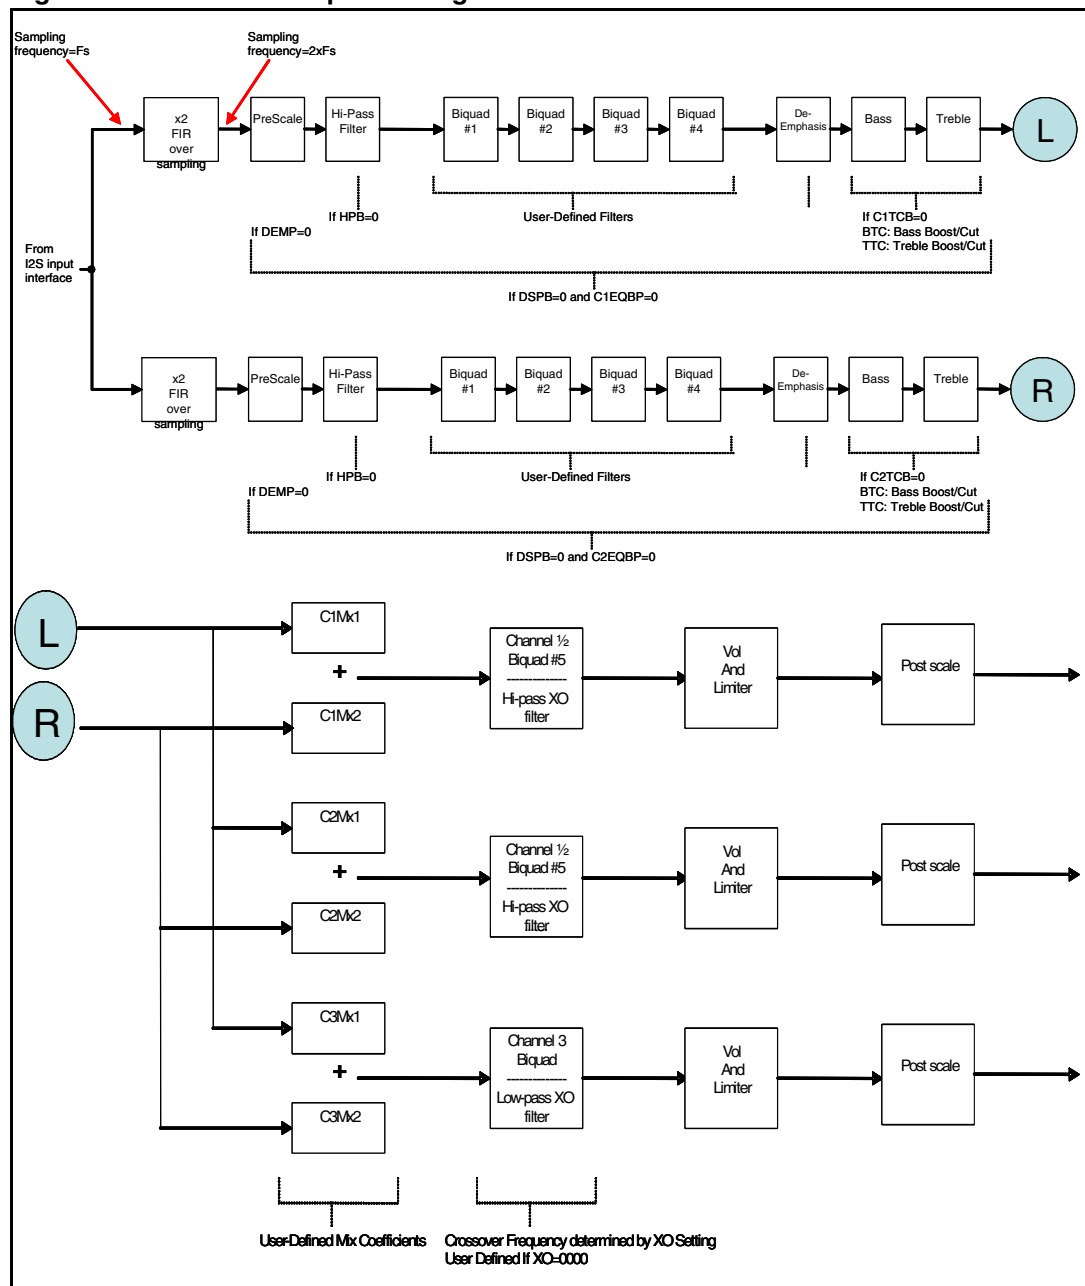 Sampling
frequency=Fs
Sampling
frequency=2xFs
x2
FIR
over
sampling
PreScale
Hi-Pass
Filter
Biquad
#1
Biquad
#2
Biquad
#3
Biquad
#4
De-
Emphasis
Bass
Treble
L
If HPB=0
User-Defined Filters
If DEMP=0
If C1TCB=0
BTC: Bass Boost/Cut
TTC: Treble Boost/Cut
From
I2S input
interface
If DSPB=0 and C1EQBP=0
x2
FIR
over
sampling
PreScale
Hi-Pass
Filter
Biquad
#1
Biquad
#2
Biquad
#3
Biquad
#4
De-
Emphasis
Bass
Treble
R
If HPB=0
User-Defined Filters
If DEMP=0
If C2TCB=0
BTC: Bass Boost/Cut
TTC: Treble Boost/Cut
If DSPB=0 and C2EQBP=0
L
R
C1Mx1
+
C1Mx2
Channel ½
Biquad #5
---------------
Hi-pass XO
filter
Vol
And
Limiter
Post scale
C2Mx1
+
C2Mx2
Channel ½
Biquad #5
---------------
Hi-pass XO
filter
Vol
And
Limiter
Post scale
C3Mx1
+
C3Mx2
Channel 3
Biquad
---------------
Low-pass XO
filter
Vol
And
Limiter
Post scale
User-Defined Mix Coefficients
Crossover Frequency determined by XO Setting
User Defined If XO=0000